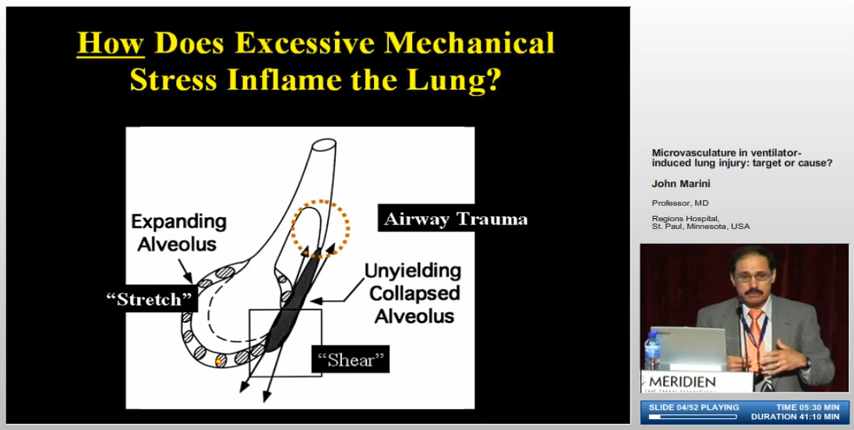 How Does Excessive Mechanical
Stress Inflame the Lung?
Expanding
Alveolus
"Stretch"
Airway Trauma
Unyielding
Collapsed
Alveolus
"Shear"
Microvasculature in ventilator-
induced lung injury: target or cause?
John Marini
Professor, MD
Regions Hospital,
St. Paul, Minnesota, USA
MERIDIEN
SLIDE 04/52 PLAYING
TIME 05:30 MIN
DURATION 41:10 MIN